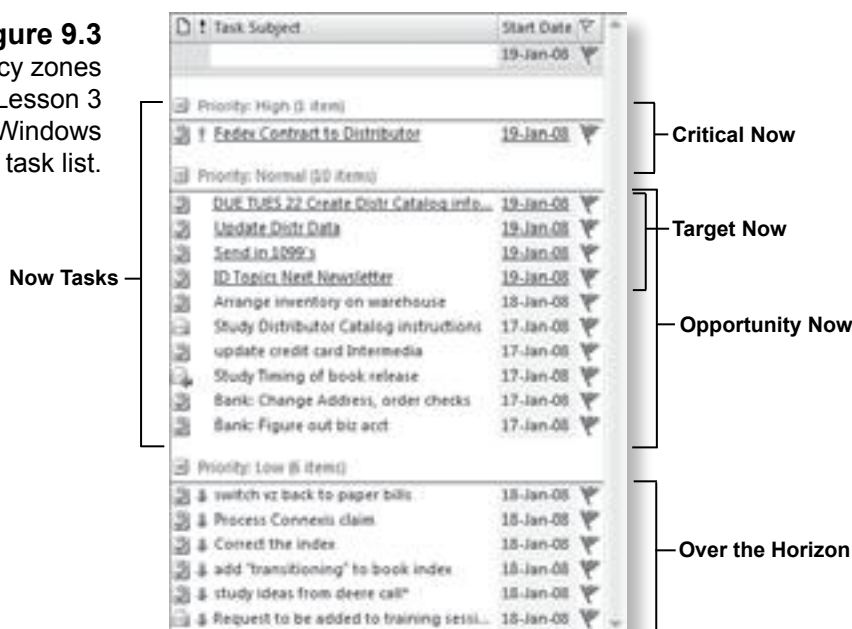 gure 9.3
cy zones
Lesson 3
Windows
task list.
Task Subject Start Date
19-Jan-08
Priority: High (1 item)
Fedex Contract to Distributor 19-Jan-08
Priority: Normal (10 items)
DUE TUES 22 Create Distr Catalog info... 19-Jan-08
Update Distr Data 19-Jan-08
Send in 1099's 19-Jan-08
ID Topics Next Newsletter 19-Jan-08
Arrange inventory on warehouse 18-Jan-08
Study Distributor Catalog instructions 17-Jan-08
update credit card Intermedia 17-Jan-08
Study Timing of book release 17-Jan-08
Bank: Change Address, order checks 17-Jan-08
Bank: Figure out biz acct 17-Jan-08
Priority: Low (6 items)
switch vz back to paper bills 18-Jan-08
Process Connexis claim 18-Jan-08
Correct the index 18-Jan-08
add "transitioning" to book index 18-Jan-08
study ideas from deere call* 18-Jan-08
Request to be added to training sessi... 18-Jan-08
Now Tasks
Critical Now
Target Now
Opportunity Now
Over the Horizon